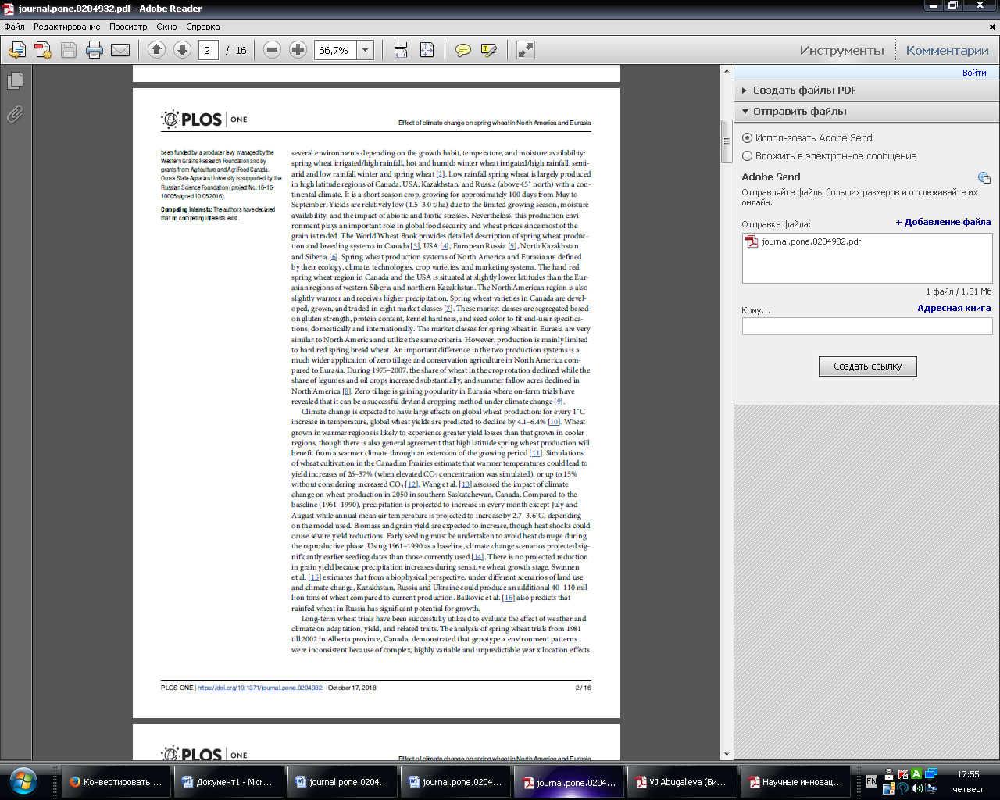 journal.pone.0204932.pdf - Adobe Reader
Файл Редактирование Просмотр Окно Справка
2 / 16 66,7% Инструменты Комментарии
Войти
Создать файлы PDF
Отправить файлы
Использовать Adobe Send
Вложить в электронное сообщение
Adobe Send
Отправляйте файлы больших размеров и отслеживайте их
онлайн.
Отправка файла: + Добавление файла
journal.pone.0204932.pdf
1 файл / 1.81 Мб
Кому... Адресная книга
Создать ссылку
PLOS ONE
Effect of climate change on spring wheat in North America and Eurasia
been funded by a producer levy managed by the
Western Grains Research Foundation and by
grants from Agriculture and AgriFood Canada.
Omsk State Agrarian University is supported by the
Russian Science Foundation (project No. 16-16-
10005 signed 10.05.2016).
Competing interests: The authors have declared
that no competing interests exist.
several environments depending on the growth habit, temperature, and moisture availability:
spring wheat irrigated/high rainfall, hot and humid; winter wheat irrigated/high rainfall, semi-
arid and low rainfall winter and spring wheat [2]. Low rainfall spring wheat is largely produced
in high latitude regions of Canada, USA, Kazakhstan, and Russia (above 45˚ north) with a con-
tinental climate. It is a short season crop, growing for approximately 100 days from May to
September. Yields are relatively low (1.5–3.0 t/ha) due to the limited growing season, moisture
availability, and the impact of abiotic and biotic stresses. Nevertheless, this production envi-
ronment plays an important role in global food security and wheat prices since most of the
grain is traded. The World Wheat Book provides detailed description of spring wheat produc-
tion and breeding systems in Canada [3], USA [4], European Russia [5], North Kazakhstan
and Siberia [6]. Spring wheat production systems of North America and Eurasia are defined
by their ecology, climate, technologies, crop varieties, and marketing systems. The hard red
spring wheat region in Canada and the USA is situated at slightly lower latitudes than the Eur-
asian regions of western Siberia and northern Kazakhstan. The North American region is also
slightly warmer and receives higher precipitation. Spring wheat varieties in Canada are devel-
oped, grown, and traded in eight market classes [7]. These market classes are segregated based
on gluten strength, protein content, kernel hardness, and seed color to fit end-user specifica-
tions, domestically and internationally. The market classes for spring wheat in Eurasia are very
similar to North America and utilize the same criteria. However, production is mainly limited
to hard red spring bread wheat. An important difference in the two production systems is a
much wider application of zero tillage and conservation agriculture in North America com-
pared to Eurasia. During 1975–2007, the share of wheat in the crop rotation declined while the
share of legumes and oil crops increased substantially, and summer fallow acres declined in
North America [8]. Zero tillage is gaining popularity in Eurasia where on-farm trials have
revealed that it can be a successful dryland cropping method under climate change [9].
Climate change is expected to have large effects on global wheat production: for every 1˚C
increase in temperature, global wheat yields are predicted to decline by 4.1–6.4% [10]. Wheat
grown in warmer regions is likely to experience greater yield losses than that grown in cooler
regions, though there is also general agreement that high latitude spring wheat production will
benefit from a warmer climate through an extension of the growing period [11]. Simulations
of wheat cultivation in the Canadian Prairies estimate that warmer temperatures could lead to
yield increases of 26–37% (when elevated CO2 concentration was simulated), or up to 15%
without considering increased CO2 [12]. Wang et al. [13] assessed the impact of climate
change on wheat production in 2050 in southern Saskatchewan, Canada. Compared to the
baseline (1961–1990), precipitation is projected to increase in every month except July and
August while annual mean air temperature is projected to increase by 2.7–3.6˚C, depending
on the model used. Biomass and grain yield are expected to increase, though heat shocks could
cause severe yield reductions. Early seeding must be undertaken to avoid heat damage during
the reproductive phase. Using 1961–1990 as a baseline, climate change scenarios projected sig-
nificantly earlier seeding dates than those currently used [14]. There is no projected reduction
in grain yield because precipitation increases during sensitive wheat growth stage. Swinnen
et al. [15] estimates that from a biophysical perspective, under different scenarios of land use
and climate change, Kazakhstan, Russia and Ukraine could produce an additional 40–110 mil-
lion tons of wheat compared to current production. Balkovic et al. [16] also predicts that
rainfed wheat in Russia has significant potential for growth.
Long-term wheat trials have been successfully utilized to evaluate the effect of weather and
climate on adaptation, yield, and related traits. The analysis of spring wheat trials from 1981
till 2002 in Alberta province, Canada, demonstrated that genotype x environment patterns
were inconsistent because of complex, highly variable and unpredictable year x location effects
PLOS ONE | https://doi.org/10.1371/journal.pone.0204932 October 17, 2018 2 / 16
PLOS ONE
Effect of climate change on spring wheat in North America and Eurasia
Конвертировать ...
Документ1 - Micr...
journal.pone.0204...
journal.pone.0204...
journal.pone.0204...
VJ Abugalieva (Би...
Научные инновац...
EN
17:55
четверг